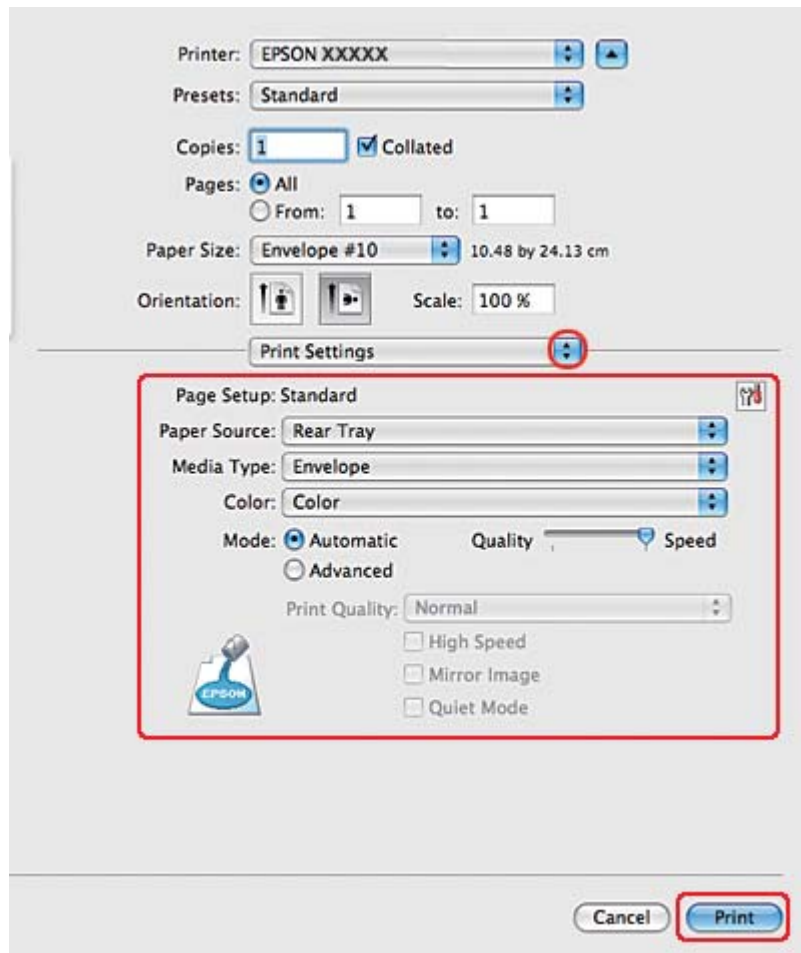 Printer: EPSON XXXXX
Presets: Standard
Copies: 1 Collated
Pages: All
From: 1 to: 1
Paper Size: Envelope #10 10.48 by 24.13 cm
Orientation: Scale: 100 %
Print Settings
Page Setup: Standard
Paper Source: Rear Tray
Media Type: Envelope
Color: Color
Mode: Automatic Quality Speed
Advanced
Print Quality: Normal
High Speed
Mirror Image
Quiet Mode
EPSON
Cancel Print